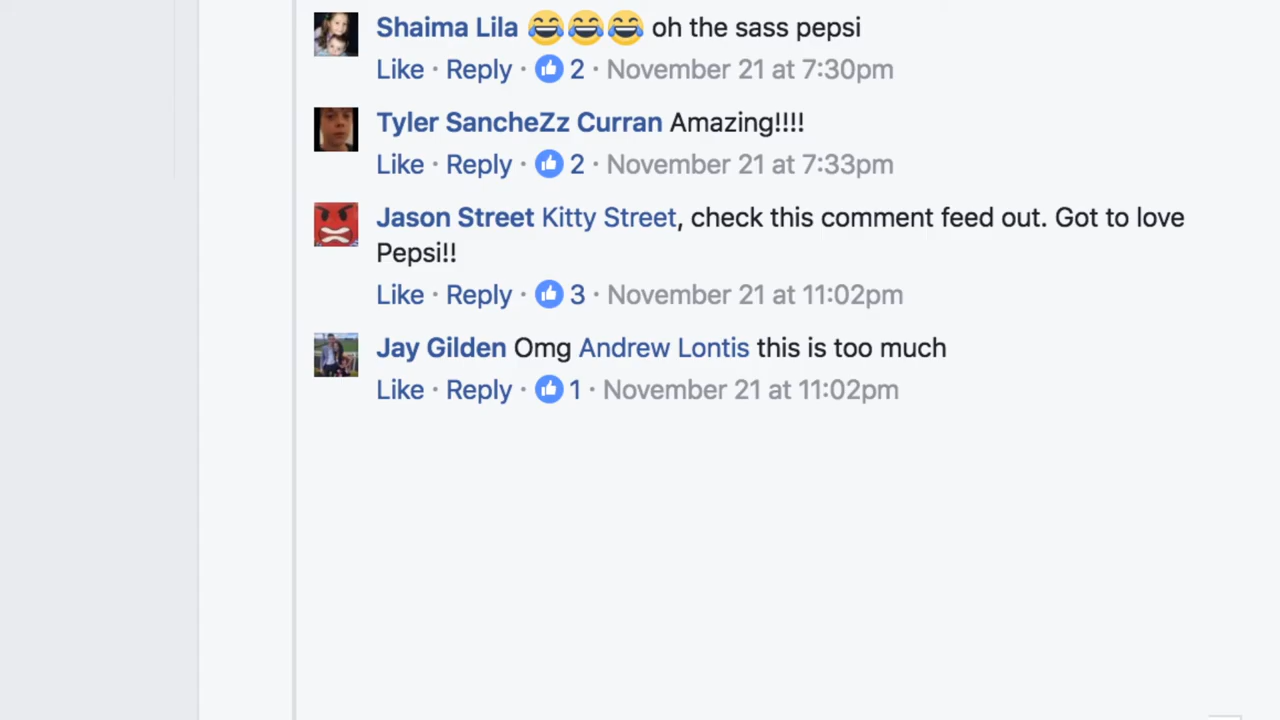 Shaima Lila 😂😂😂 oh the sass pepsi
Like · Reply · 2 · November 21 at 7:30pm
Tyler SancheZz Curran Amazing!!!!
Like · Reply · 2 · November 21 at 7:33pm
Jason Street Kitty Street, check this comment feed out. Got to love
Pepsi!!
Like · Reply · 3 · November 21 at 11:02pm
Jay Gilden Omg Andrew Lontis this is too much
Like · Reply · 1 · November 21 at 11:02pm